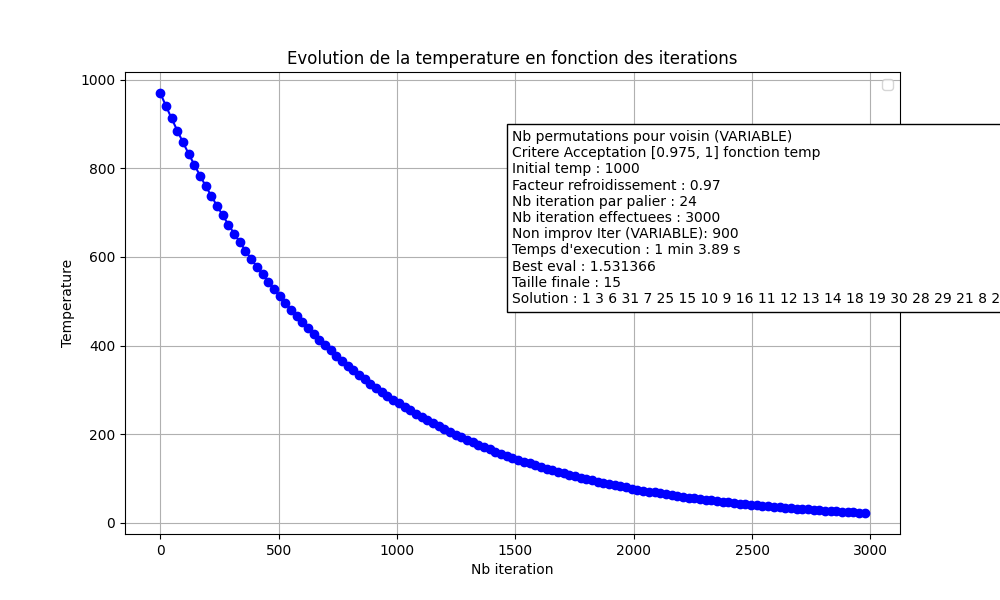 Evolution de la temperature en fonction des iterations
1000
800
600
400
200
0
Temperature
Nb permutations pour voisin (VARIABLE)
Critere Acceptation [0.975, 1] fonction temp
Initial temp : 1000
Facteur refroidissement : 0.97
Nb iteration par palier : 24
Nb iteration effectuees : 3000
Non improv Iter (VARIABLE): 900
Temps d'execution : 1 min 3.89 s
Best eval : 1.531366
Taille finale : 15
Solution : 1 3 6 31 7 25 15 10 9 16 11 12 13 14 18 19 30 28 29 21 8 2
0 500 1000 1500 2000 2500 3000
Nb iteration